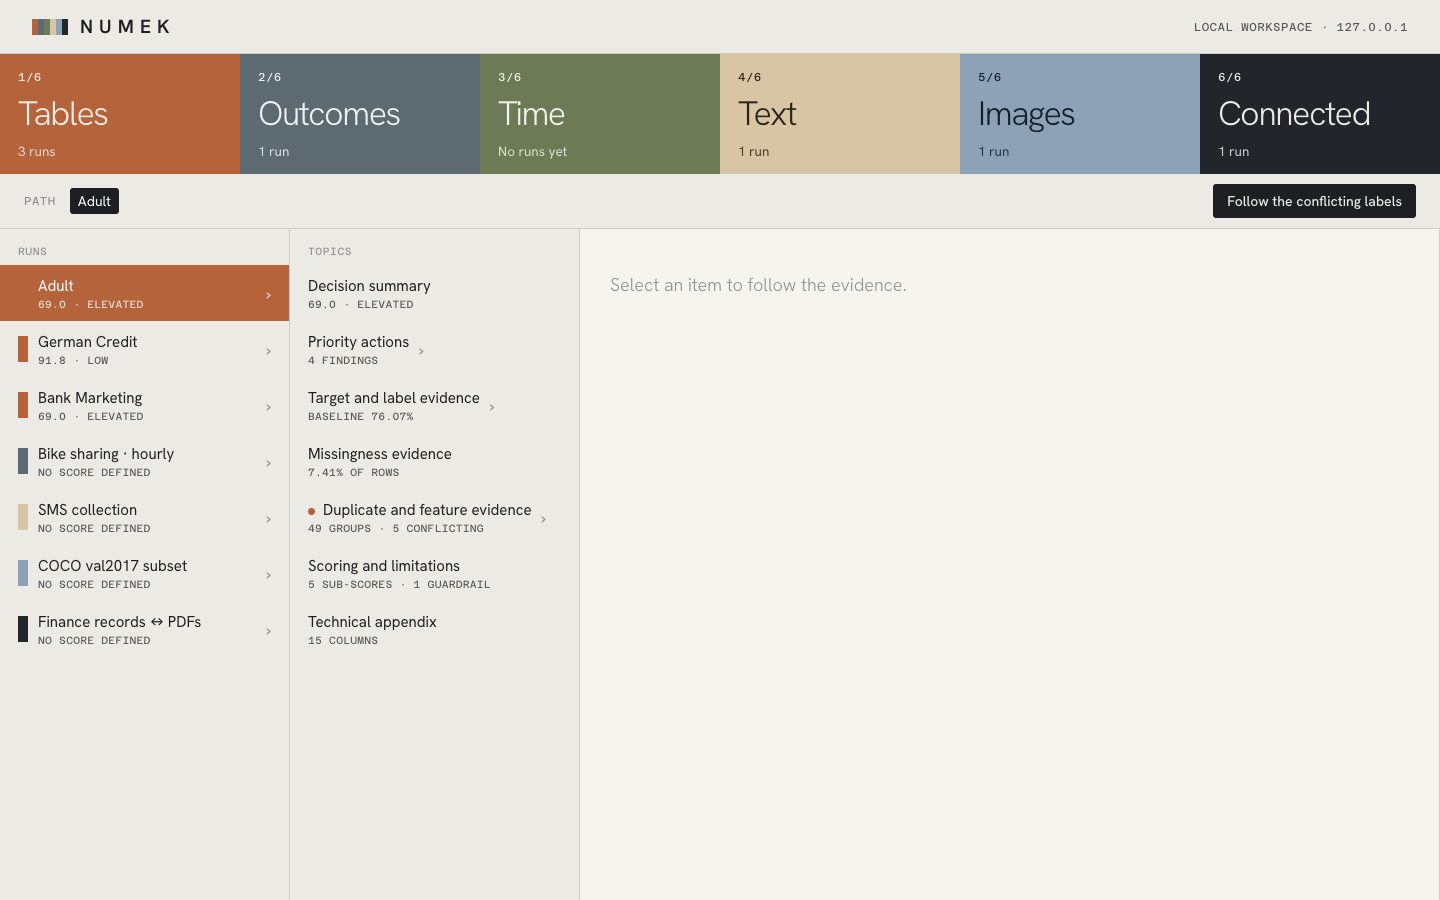 NUMEK
LOCAL WORKSPACE · 127.0.0.1
1/6
Tables
3 runs
2/6
Outcomes
1 run
3/6
Time
No runs yet
4/6
Text
1 run
5/6
Images
1 run
6/6
Connected
1 run
PATH
Adult
Follow the conflicting labels
RUNS
Adult
69.0 · ELEVATED
›
German Credit
91.8 · LOW
›
Bank Marketing
69.0 · ELEVATED
›
Bike sharing · hourly
NO SCORE DEFINED
›
SMS collection
NO SCORE DEFINED
›
COCO val2017 subset
NO SCORE DEFINED
›
Finance records ↔ PDFs
NO SCORE DEFINED
›
TOPICS
Decision summary
69.0 · ELEVATED
Priority actions
4 FINDINGS
›
Target and label evidence
BASELINE 76.07%
›
Missingness evidence
7.41% OF ROWS
Duplicate and feature evidence
49 GROUPS · 5 CONFLICTING
›
Scoring and limitations
5 SUB-SCORES · 1 GUARDRAIL
Technical appendix
15 COLUMNS
Select an item to follow the evidence.